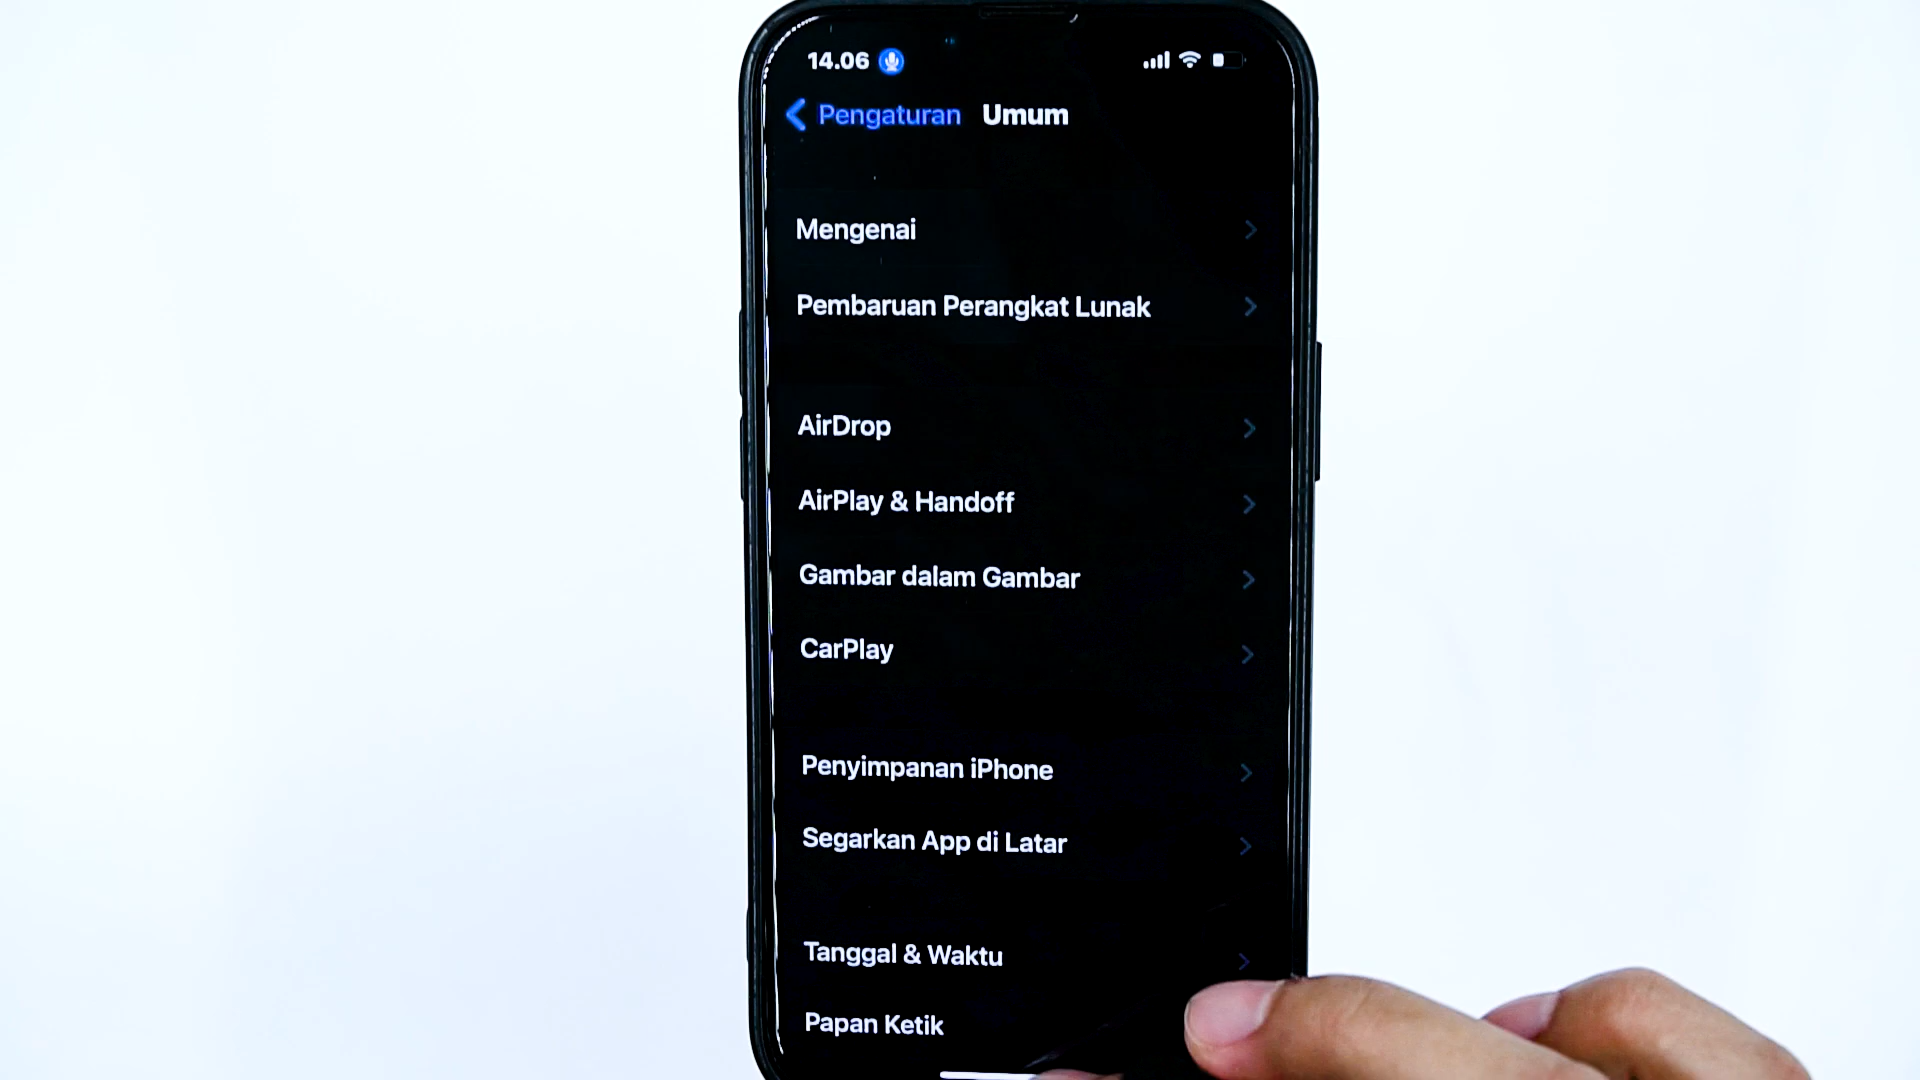 14.06
Pengaturan Umum
Mengenai
Pembaruan Perangkat Lunak
AirDrop
AirPlay & Handoff
Gambar dalam Gambar
CarPlay
Penyimpanan iPhone
Segarkan App di Latar
Tanggal & Waktu
Papan Ketik